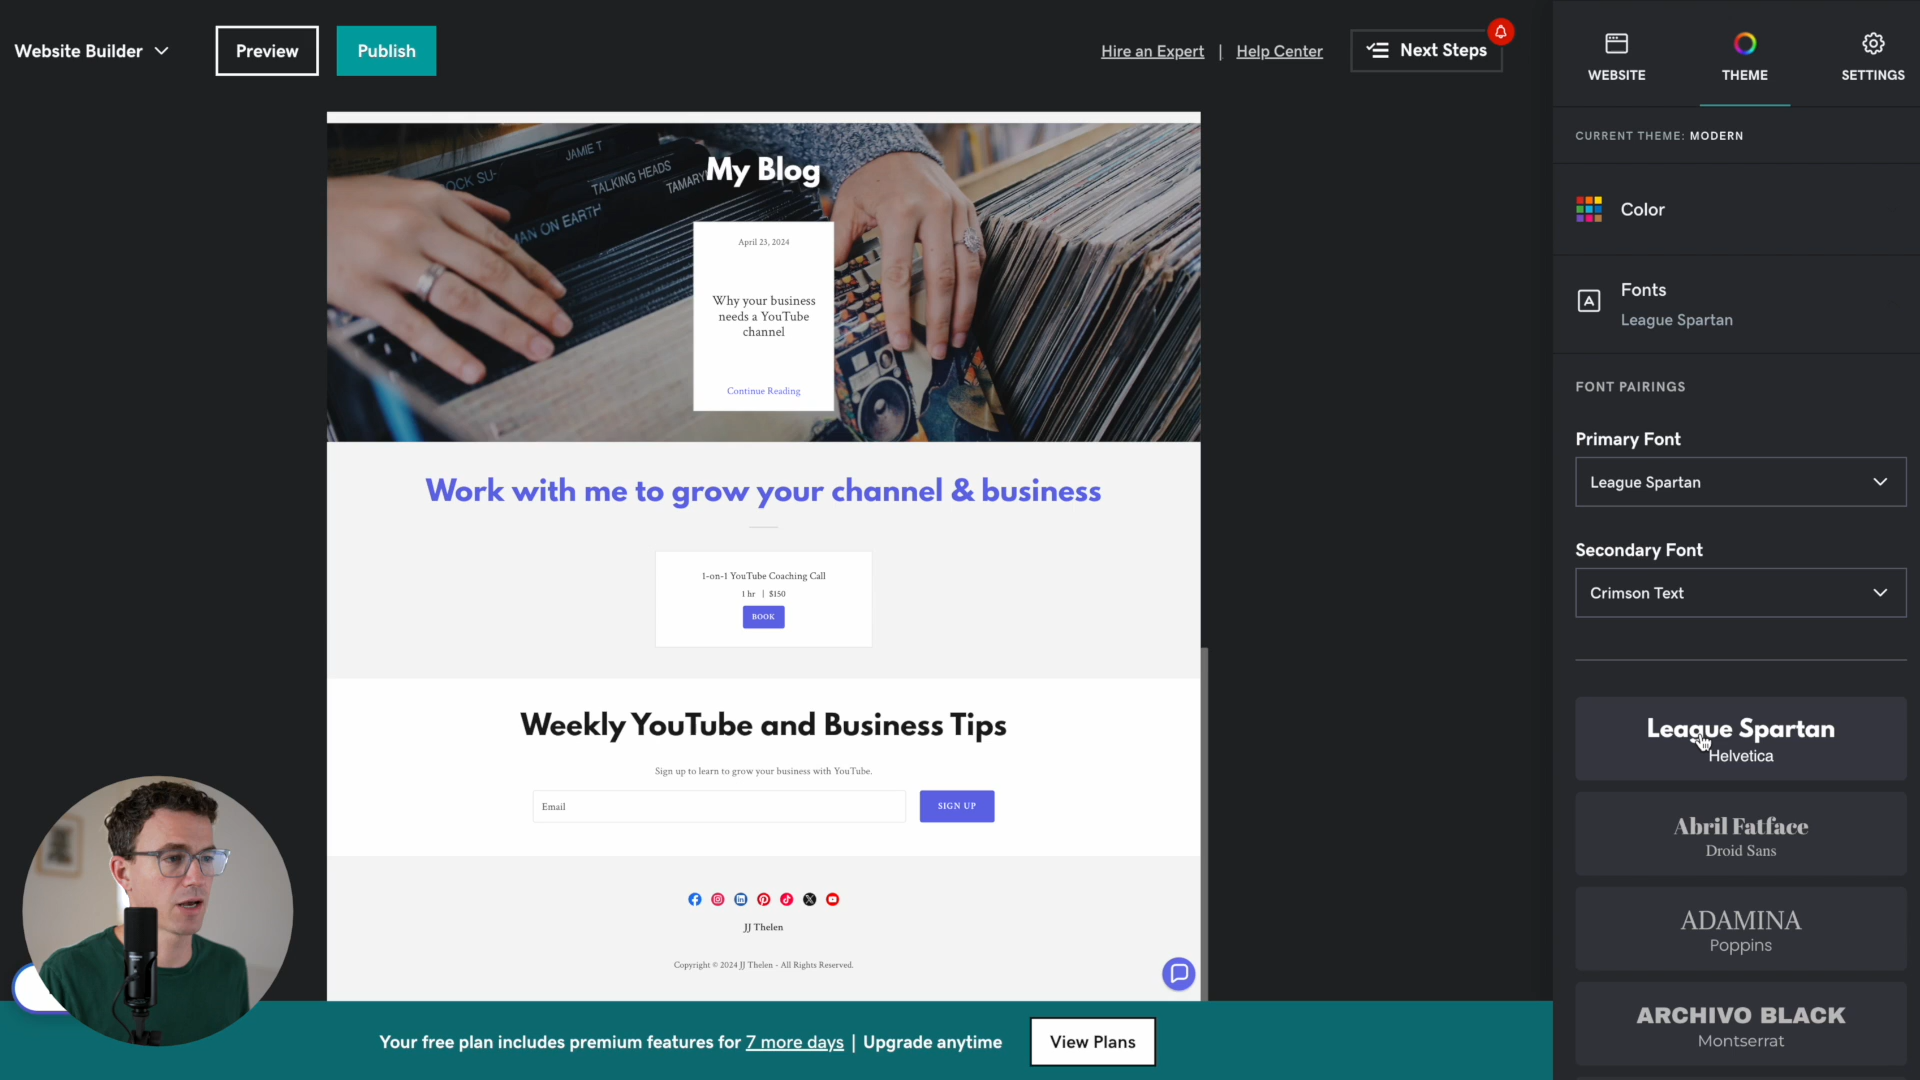 Website Builder
Preview
Publish
Hire an Expert | Help Center
Next Steps
WEBSITE
THEME
SETTINGS
CURRENT THEME: MODERN
Color
Fonts
League Spartan
FONT PAIRINGS
Primary Font
League Spartan
Secondary Font
Crimson Text
League Spartan
Helvetica
Abril Fatface
Droid Sans
ADAMINA
Poppins
ARCHIVO BLACK
Montserrat
JAMIE T
TALKING HEADS
MAN ON EARTH
My Blog
April 23, 2024
Why your business
needs a YouTube
channel
Continue Reading
Work with me to grow your channel & business
1-on-1 YouTube Coaching Call
1 hr | $150
BOOK
Weekly YouTube and Business Tips
Sign up to learn to grow your business with YouTube.
Email
SIGN UP
JJ Thelen
Copyright © 2024 JJ Thelen - All Rights Reserved.
Your free plan includes premium features for 7 more days | Upgrade anytime
View Plans